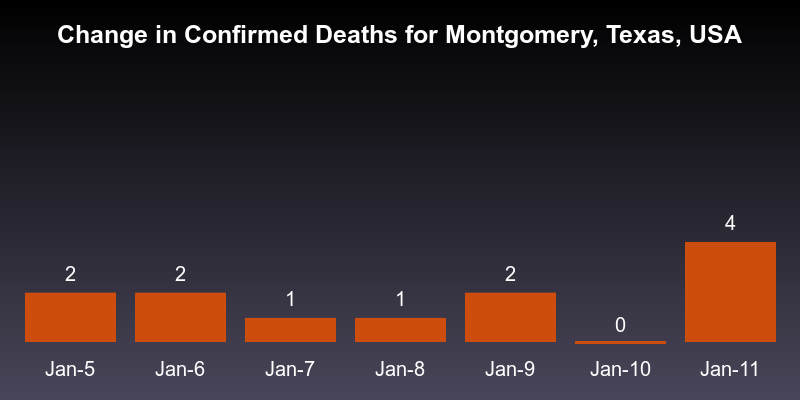 Change in Confirmed Deaths for Montgomery, Texas, USA
4
2 2 2
1 1
0
Jan-5 Jan-6 Jan-7 Jan-8 Jan-9 Jan-10 Jan-11